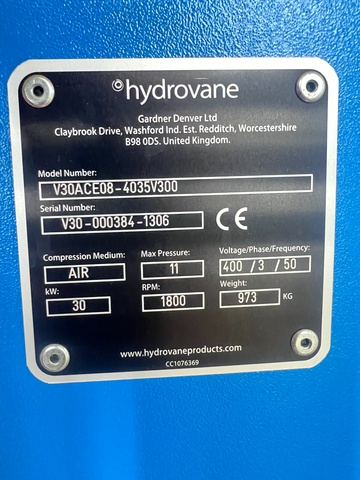 hydrovane
Gardner Denver Ltd
Claybrook Drive, Washford Ind. Est. Redditch, Worcestershire
B98 0DS. United Kingdom.
Model Number:
V30ACE08-4035V300
Serial Number:
V30-000384-1306
CE
Compression Medium: Max Pressure: Voltage/Phase/Frequency:
AIR 11 400 / 3 / 50
kW: RPM: Weight:
30 1800 973 KG
www.hydrovaneproducts.com
CC1076369